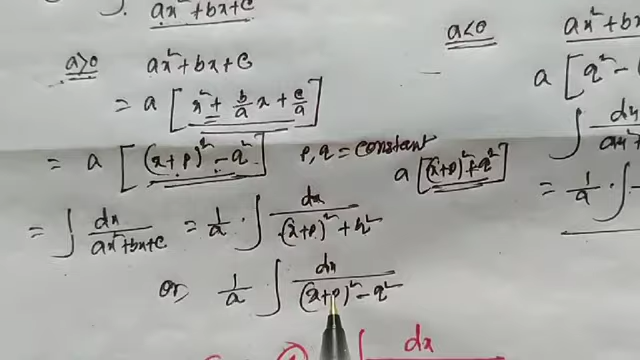 ∫. ax²+bx+c
a>0 ax²+bx+c
= a [x² + b/a x + c/a]
= a [(x+p)² - q²] p, q = constant
a [(x+p)² + q²]
= ∫ dx/(ax²+bx+c) = 1/a · ∫ dx/((x+p)² + q²)
or 1/a ∫ dx/((x+p)² - q²)
∫ dx
a<0 ax²+bx
a [q² -
∫ dx
= 1/a · ∫